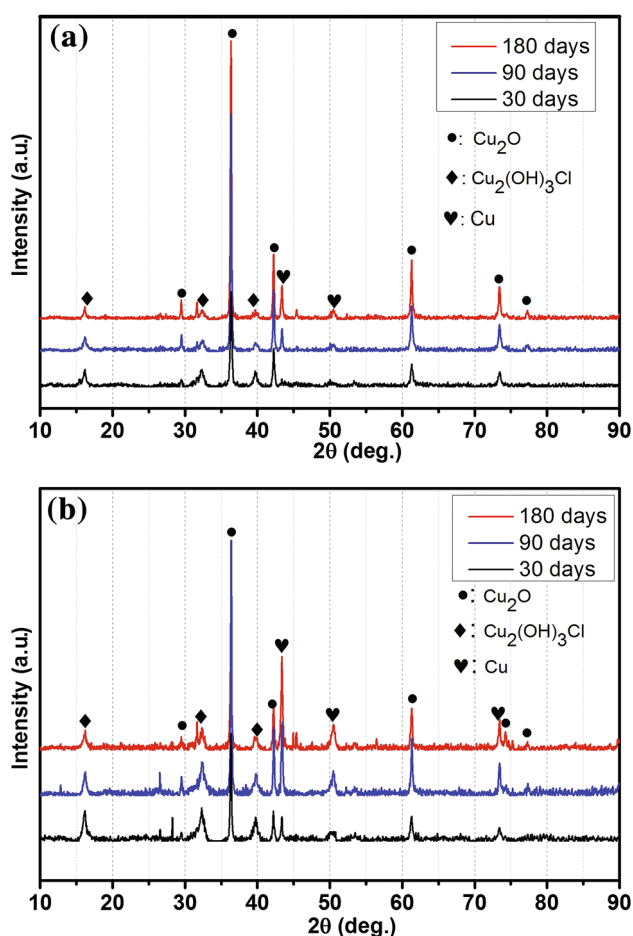 (a)
180 days
90 days
30 days
●: Cu₂O
♦: Cu₂(OH)₃Cl
♥: Cu
Intensity (a.u.)
10 20 30 40 50 60 70 80 90
2θ (deg.)
(b)
180 days
90 days
30 days
●: Cu₂O
♦: Cu₂(OH)₃Cl
♥: Cu
Intensity (a.u.)
10 20 30 40 50 60 70 80 90
2θ (deg.)